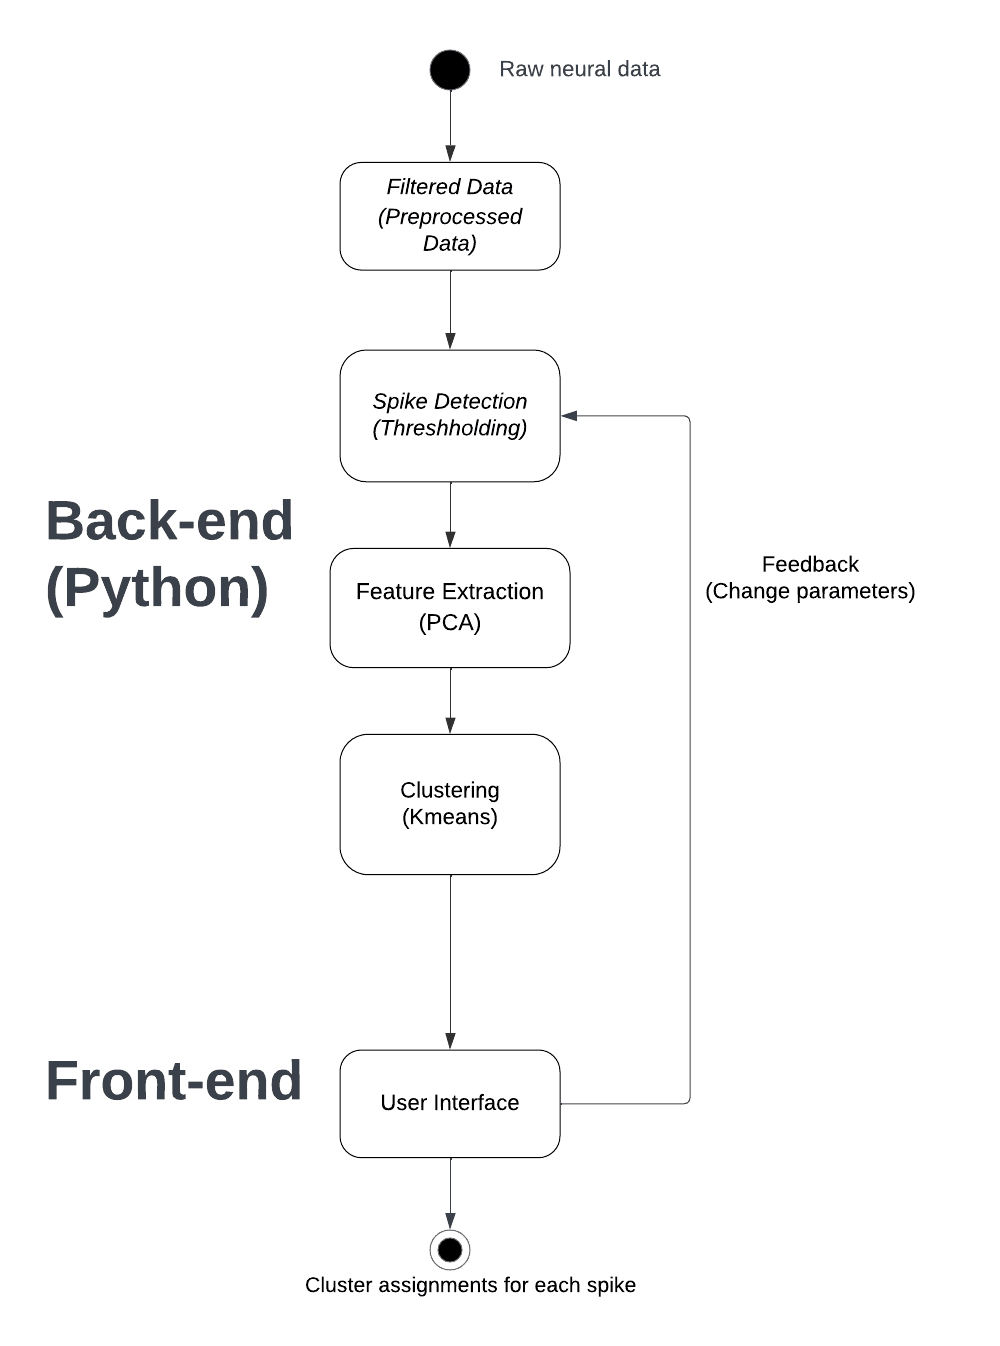 Raw neural data
Filtered Data
(Preprocessed
Data)
Spike Detection
(Threshholding)
Back-end
(Python)
Feature Extraction
(PCA)
Feedback
(Change parameters)
Clustering
(Kmeans)
Front-end
User Interface
Cluster assignments for each spike